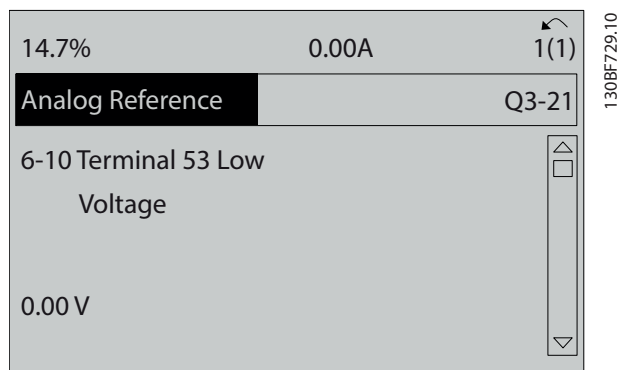 14.7% 0.00A 1(1)
Analog Reference Q3-21
6-10 Terminal 53 Low
Voltage
0.00 V
130BF729.10